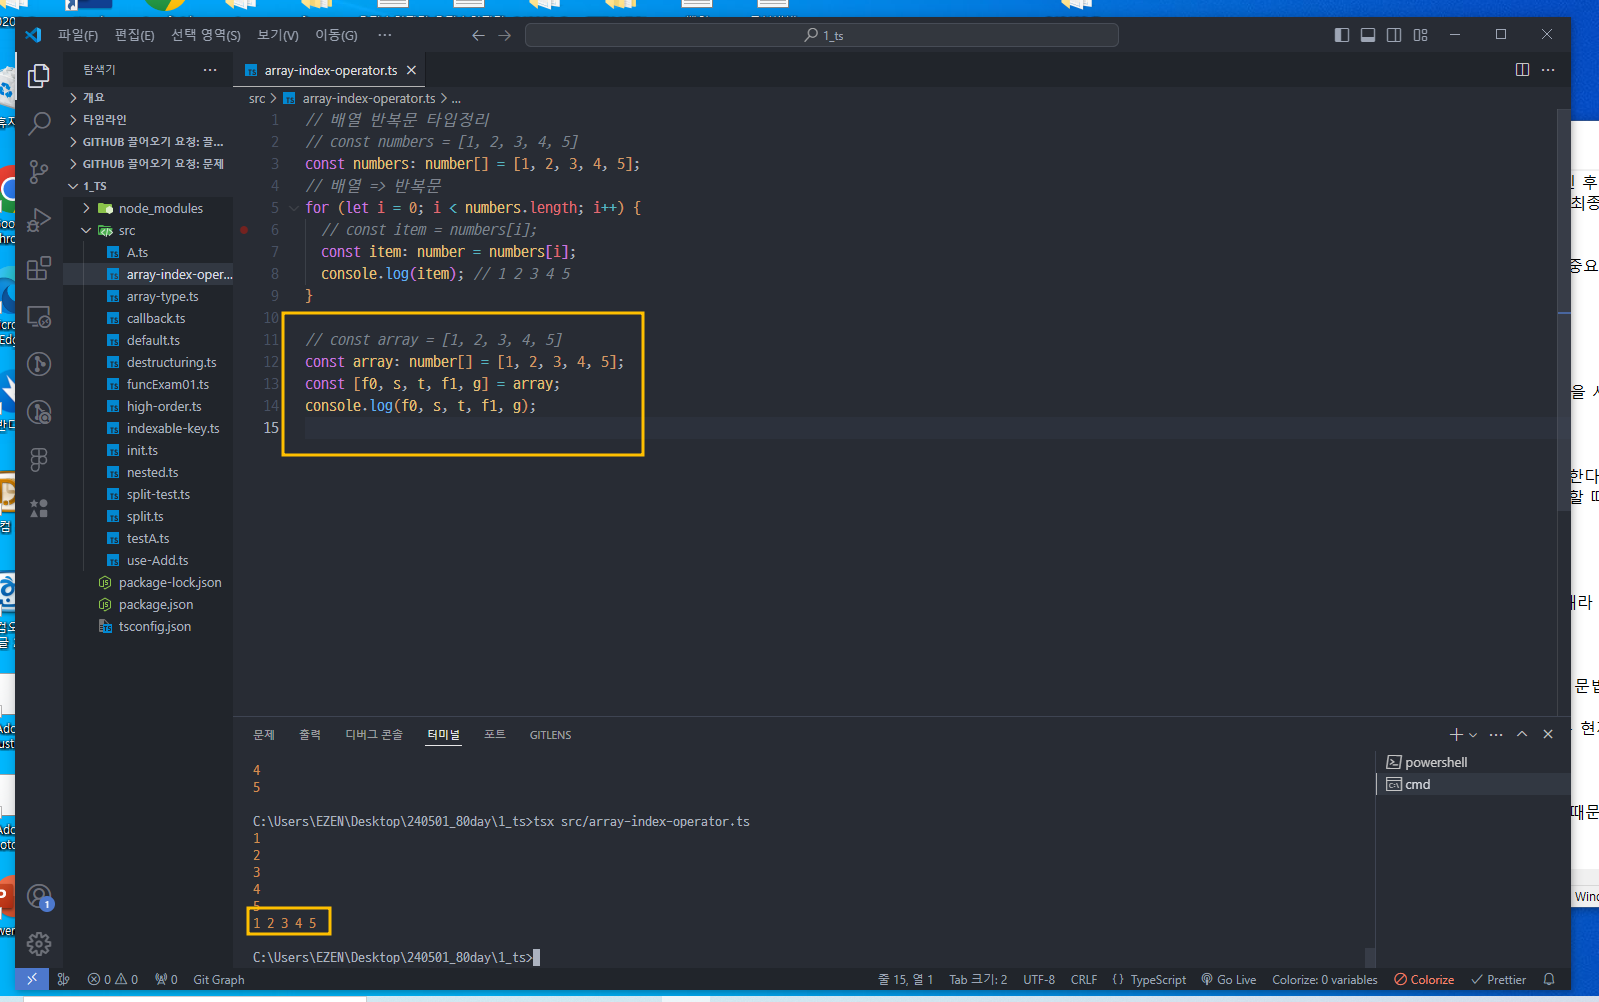 파일(F) 편집(E) 선택 영역(S) 보기(V) 이동(G) ··· 1_ts
탐색기 ···
array-index-operator.ts
개요
타임라인
GITHUB 끌어오기 요청: 끌...
GITHUB 끌어오기 요청: 문제
1_TS
node_modules
src
A.ts
array-index-oper...
array-type.ts
callback.ts
default.ts
destructuring.ts
funcExam01.ts
high-order.ts
indexable-key.ts
init.ts
nested.ts
split-test.ts
split.ts
testA.ts
use-Add.ts
package-lock.json
package.json
tsconfig.json
src > array-index-operator.ts > ...
1 // 배열 반복문 타입정리
2 // const numbers = [1, 2, 3, 4, 5]
3 const numbers: number[] = [1, 2, 3, 4, 5];
4 // 배열 => 반복문
5 for (let i = 0; i < numbers.length; i++) {
6 // const item = numbers[i];
7 const item: number = numbers[i];
8 console.log(item); // 1 2 3 4 5
9 }
10
11 // const array = [1, 2, 3, 4, 5]
12 const array: number[] = [1, 2, 3, 4, 5];
13 const [f0, s, t, f1, g] = array;
14 console.log(f0, s, t, f1, g);
15
문제 출력 디버그 콘솔 터미널 포트 GITLENS
4
5
C:\Users\EZEN\Desktop\240501_80day\1_ts>tsx src/array-index-operator.ts
1
2
3
4
5
1 2 3 4 5
C:\Users\EZEN\Desktop\240501_80day\1_ts>
powershell
cmd
1
0 0 0 Git Graph
줄 15, 열 1 Tab 크기: 2 UTF-8 CRLF {} TypeScript Go Live Colorize: 0 variables Colorize Prettier